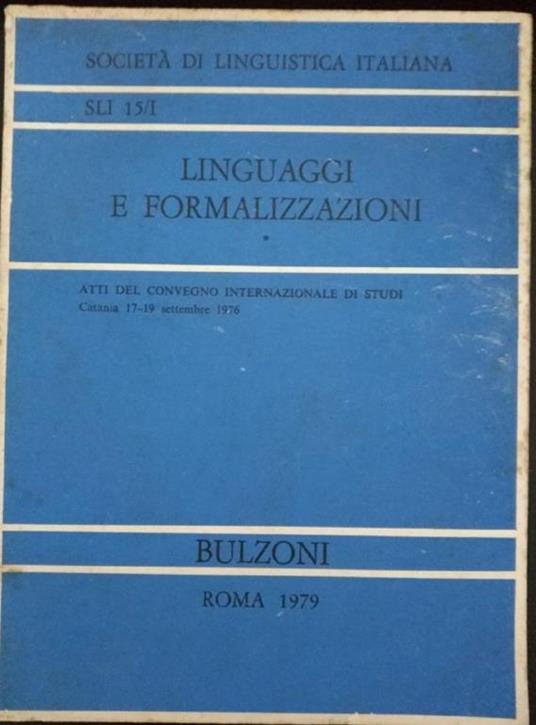 SOCIETÀ DI LINGUISTICA ITALIANA
SLI 15/I
LINGUAGGI
E FORMALIZZAZIONI
*
ATTI DEL CONVEGNO INTERNAZIONALE DI STUDI
Catania 17-19 settembre 1976
BULZONI
ROMA 1979